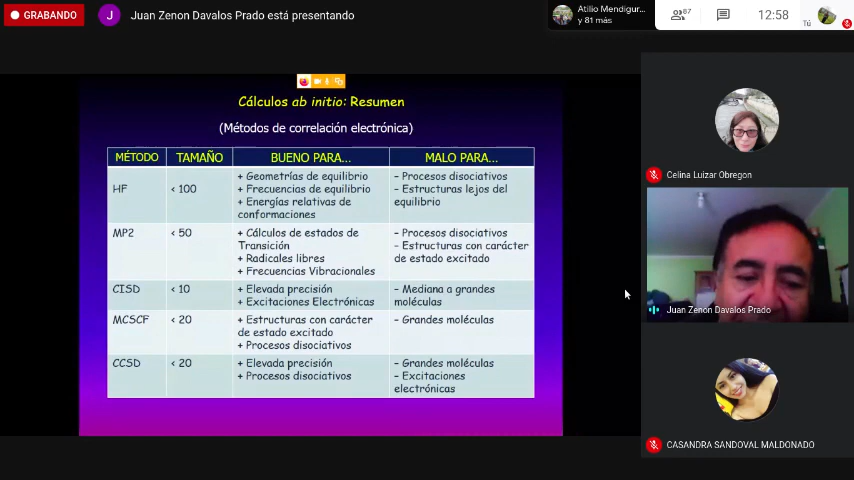 GRABANDO
J
Juan Zenon Davalos Prado está presentando
Atilio Mendigur...
y 81 más
87
12:58
Tú
Cálculos ab initio: Resumen
(Métodos de correlación electrónica)
MÉTODO TAMAÑO BUENO PARA... MALO PARA...
HF < 100
+ Geometrías de equilibrio
+ Frecuencias de equilibrio
+ Energías relativas de
conformaciones
– Procesos disociativos
– Estructuras lejos del
equilibrio
MP2 < 50
+ Cálculos de estados de
Transición
+ Radicales libres
+ Frecuencias Vibracionales
– Procesos disociativos
– Estructuras con carácter
de estado excitado
CISD < 10
+ Elevada precisión
+ Excitaciones Electrónicas
– Mediana a grandes
moléculas
MCSCF < 20
+ Estructuras con carácter
de estado excitado
+ Procesos disociativos
– Grandes moléculas
CCSD < 20
+ Elevada precisión
+ Procesos disociativos
– Grandes moléculas
– Excitaciones
electrónicas
Celina Luizar Obregon
Juan Zenon Davalos Prado
CASANDRA SANDOVAL MALDONADO